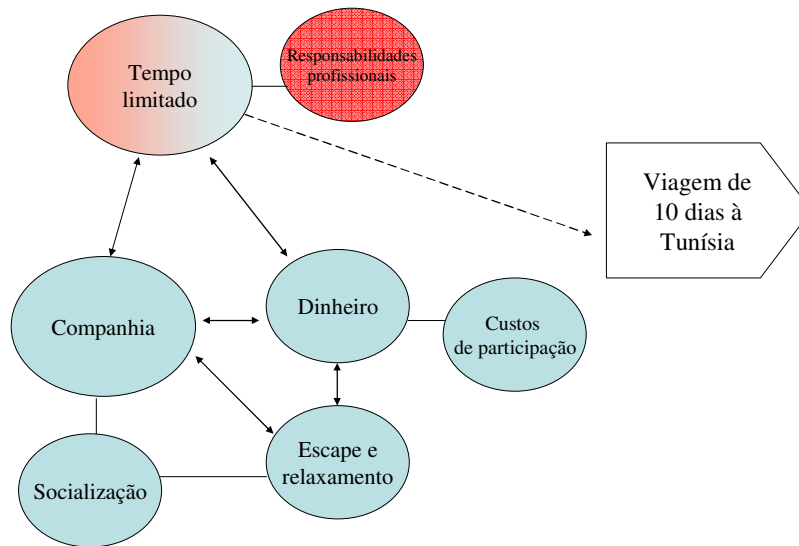 Tempo
limitado
Responsabilidades
profissionais
Viagem de
10 dias à
Tunísia
Companhia
Dinheiro
Custos
de participação
Escape e
relaxamento
Socialização